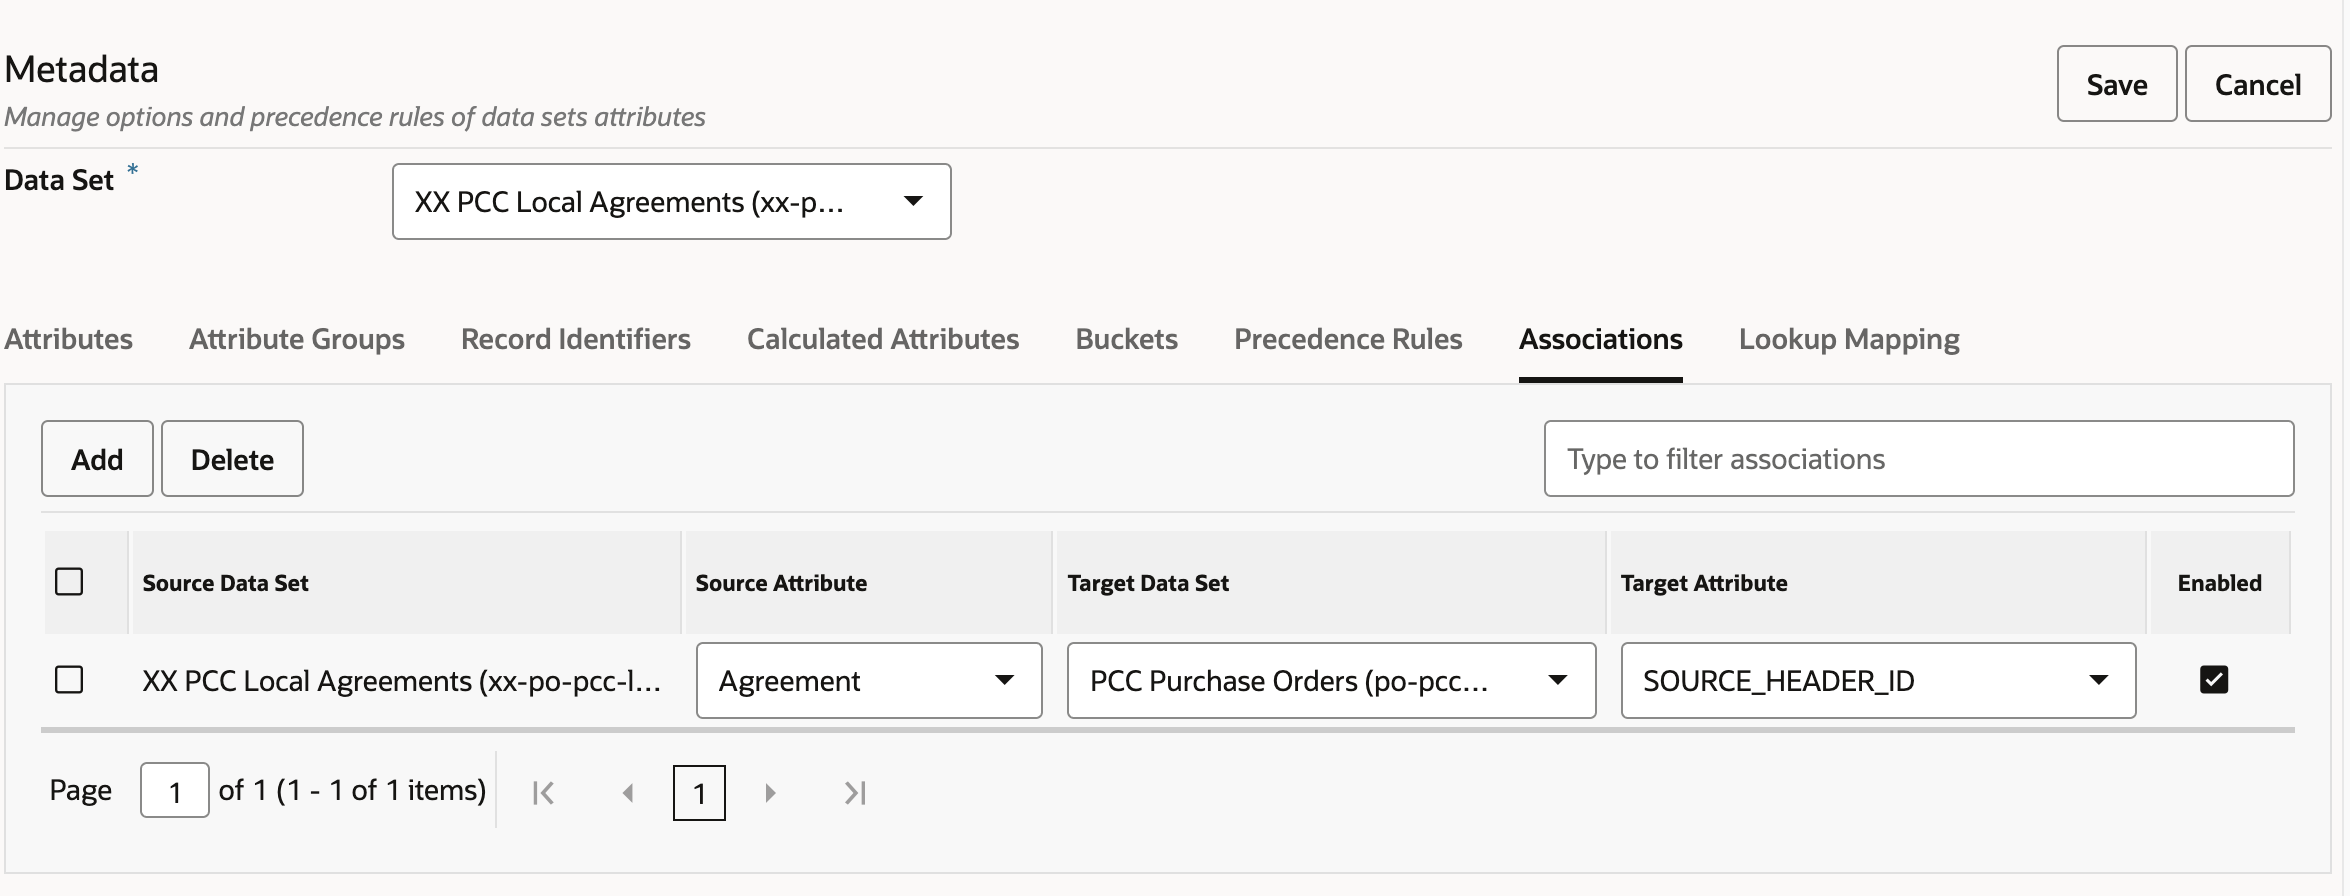 Metadata
Save
Cancel
Manage options and precedence rules of data sets attributes
Data Set *
XX PCC Local Agreements (xx-p...
Attributes
Attribute Groups
Record Identifiers
Calculated Attributes
Buckets
Precedence Rules
Associations
Lookup Mapping
Add
Delete
Type to filter associations
Source Data Set
Source Attribute
Target Data Set
Target Attribute
Enabled
XX PCC Local Agreements (xx-po-pcc-l...
Agreement
PCC Purchase Orders (po-pcc...
SOURCE_HEADER_ID
Page 1 of 1 (1 - 1 of 1 items)
1